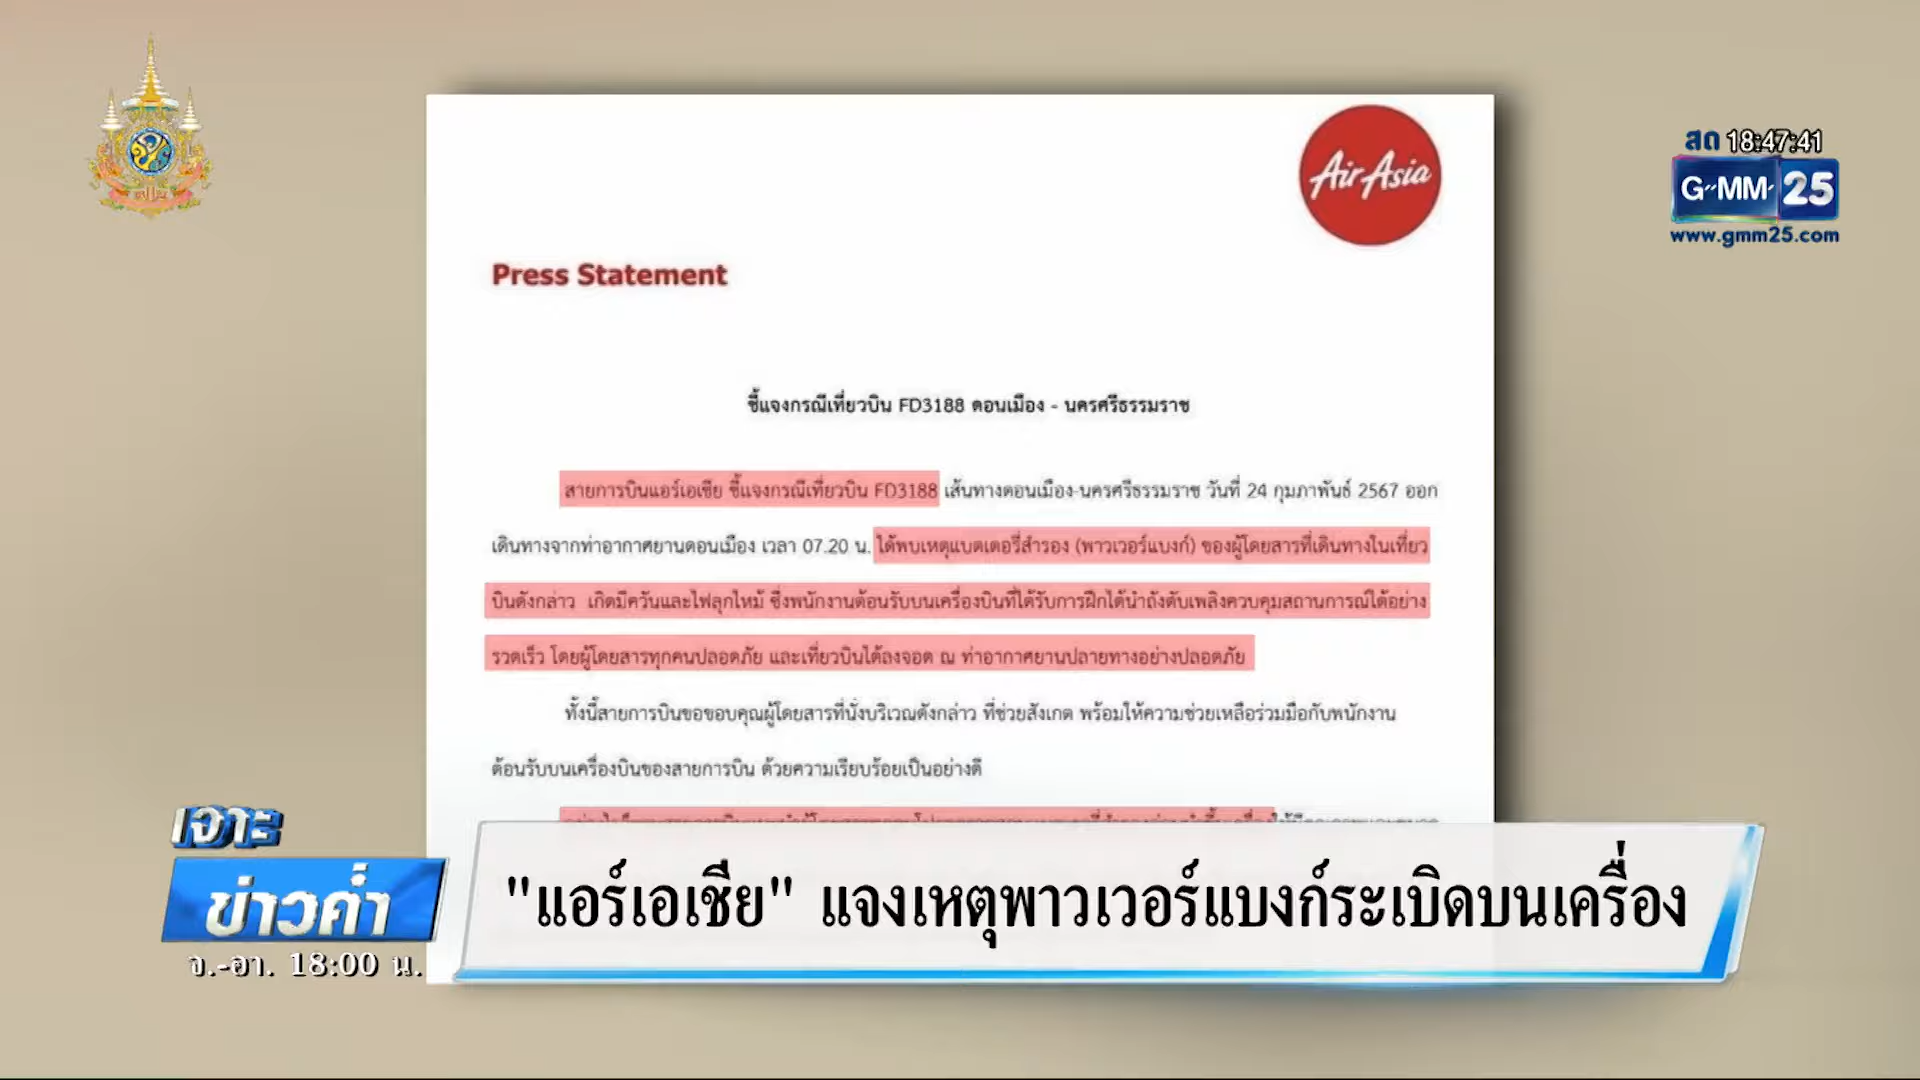 สด 18:47:41
GMM 25
www.gmm25.com
AirAsia
Press Statement
ชี้แจงกรณีเที่ยวบิน FD3188 ดอนเมือง - นครศรีธรรมราช
สายการบินแอร์เอเชีย ชี้แจงกรณีเที่ยวบิน FD3188 เส้นทางดอนเมือง-นครศรีธรรมราช วันที่ 24 กุมภาพันธ์ 2567 ออก
เดินทางจากท่าอากาศยานดอนเมือง เวลา 07.20 น. ได้พบเหตุแบตเตอรี่สำรอง (พาวเวอร์แบงก์) ของผู้โดยสารที่เดินทางในเที่ยว
บินดังกล่าว เกิดมีควันและไฟลุกไหม้ ซึ่งพนักงานต้อนรับบนเครื่องบินที่ได้รับการฝึกได้นำถังดับเพลิงควบคุมสถานการณ์ได้อย่าง
รวดเร็ว โดยผู้โดยสารทุกคนปลอดภัย และเที่ยวบินได้ลงจอด ณ ท่าอากาศยานปลายทางอย่างปลอดภัย
ทั้งนี้สายการบินขอขอบคุณผู้โดยสารที่นั่งบริเวณดังกล่าว ที่ช่วยสังเกต พร้อมให้ความช่วยเหลือร่วมมือกับพนักงาน
ต้อนรับบนเครื่องบินของสายการบิน ด้วยความเรียบร้อยเป็นอย่างดี
เจาะ
ข่าวค่ำ
จ.-อา. 18:00 น.
"แอร์เอเชีย" แจงเหตุพาวเวอร์แบงก์ระเบิดบนเครื่อง